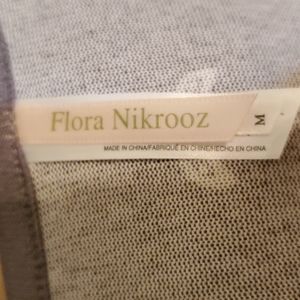 Flora Nikrooz
M
MADE IN CHINA/FABRIQUÉ EN CHINE/HECHO EN CHINA